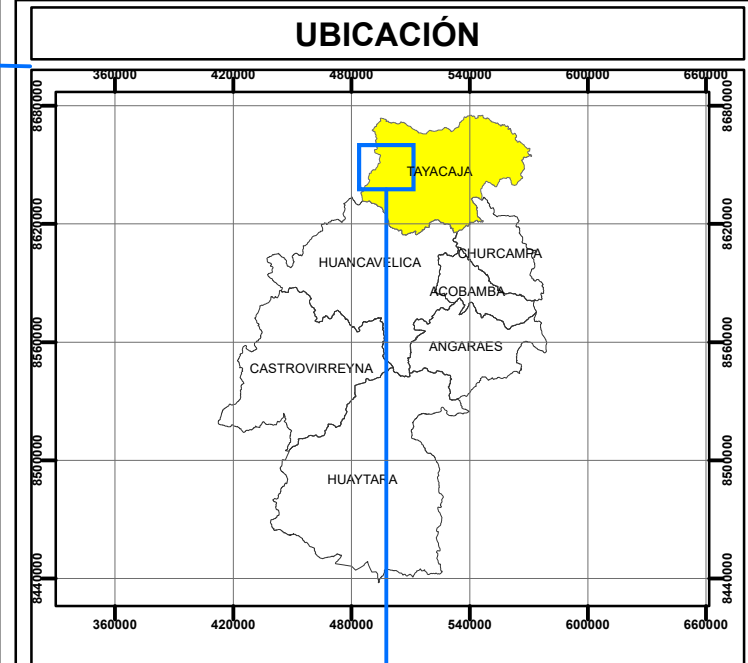 UBICACIÓN
360000 420000 480000 540000 600000 660000
8680000 8680000
TAYACAJA
8620000 8620000
CHURCAMPA
HUANCAVELICA
ACOBAMBA
8560000 8560000
ANGARAES
CASTROVIRREYNA
8500000 8500000
HUAYTARA
8440000 8440000
360000 420000 480000 540000 600000 660000